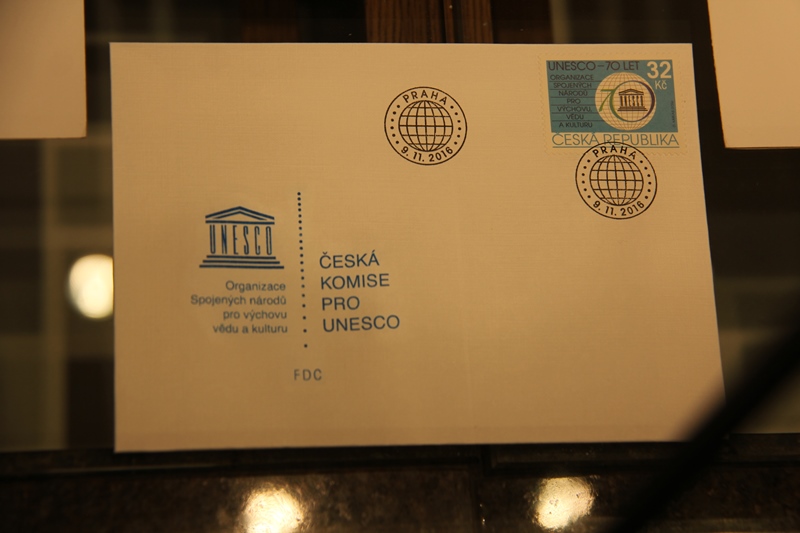 PRAHA
9. 11. 2016
UNESCO – 70 LET
32
Kč
ORGANIZACE
SPOJENÝCH
NÁRODŮ
PRO
VÝCHOVU,
VĚDU
A KULTURU
70
ČESKÁ REPUBLIKA
PRAHA
9. 11. 2016
UNESCO
Organizace
Spojených národů
pro výchovu
vědu a kulturu
ČESKÁ
KOMISE
PRO
UNESCO
FDC